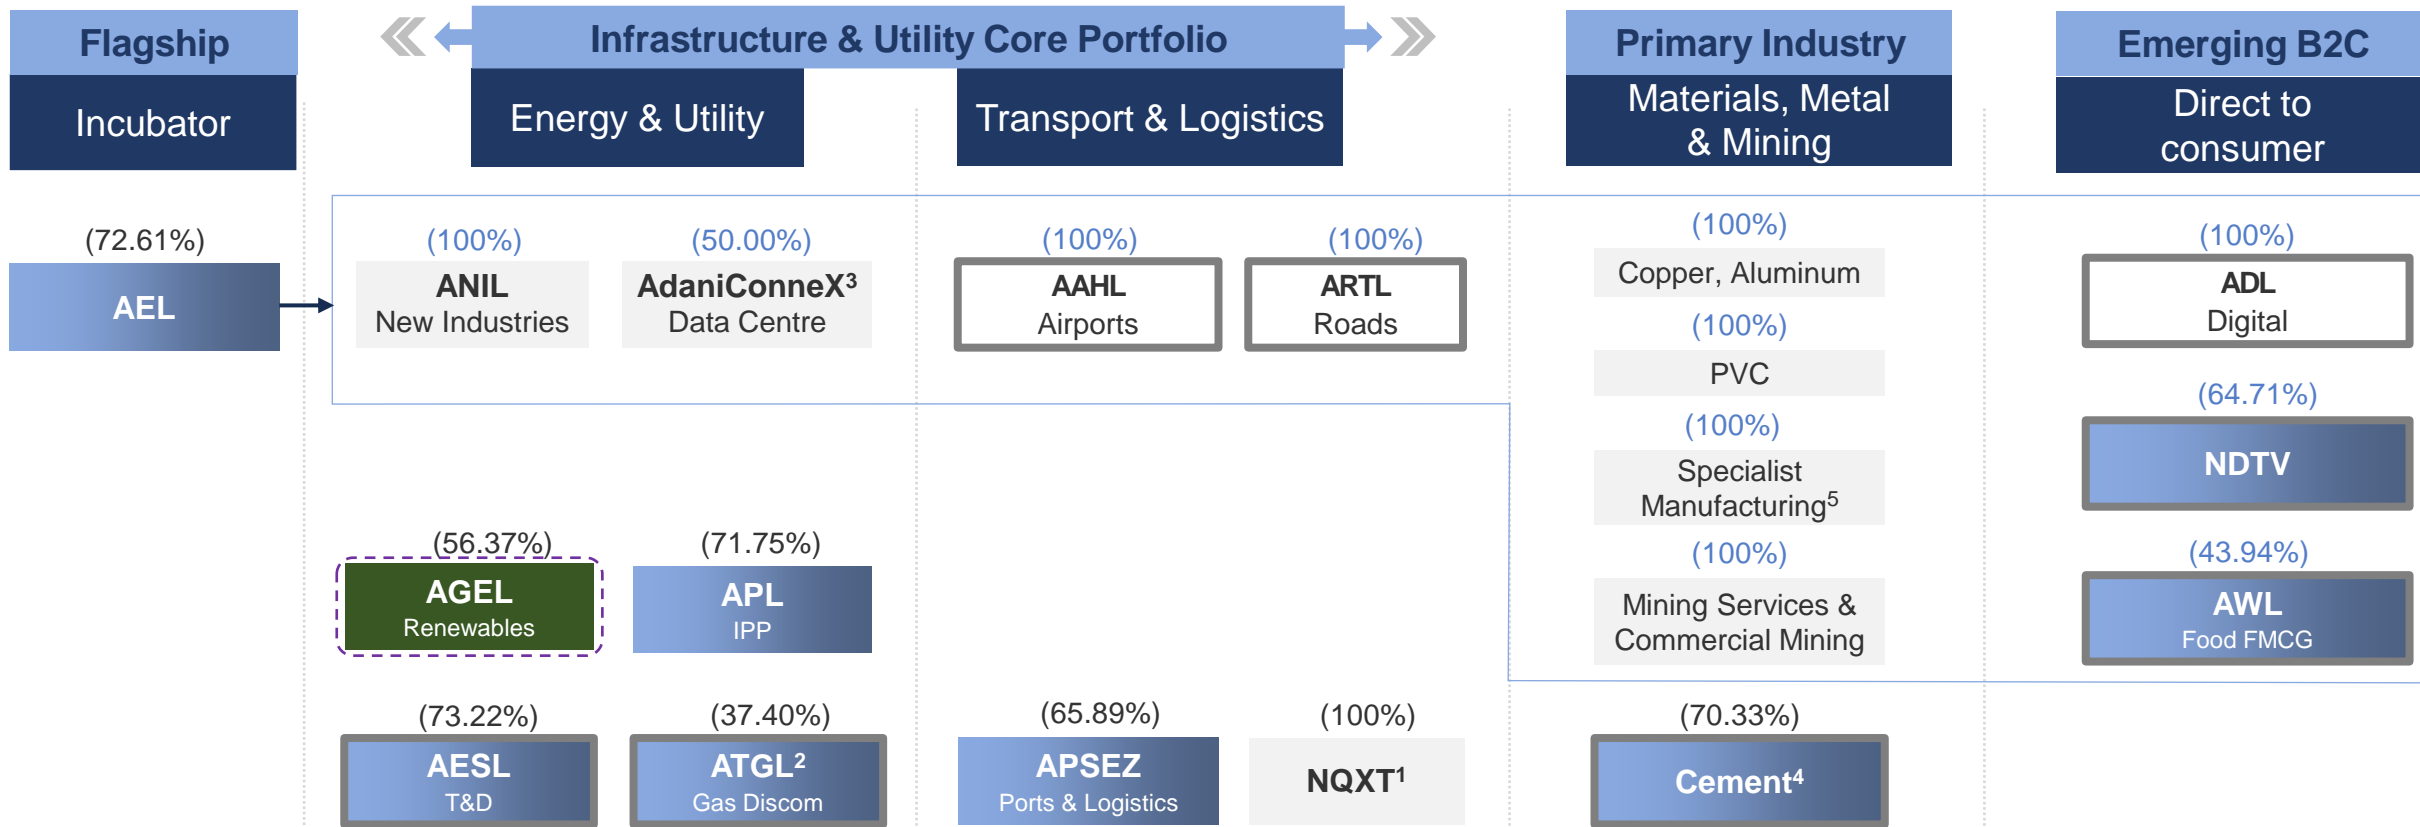 Flagship
Incubator
Infrastructure & Utility Core Portfolio
Energy & Utility
Transport & Logistics
Primary Industry
Materials, Metal
& Mining
Emerging B2C
Direct to
consumer
(72.61%)
AEL
(100%)
ANIL
New Industries
(50.00%)
AdaniConneX3
Data Centre
(100%)
AAHL
Airports
(100%)
ARTL
Roads
(100%)
Copper, Aluminum
(100%)
PVC
(100%)
Specialist
Manufacturing5
(100%)
Mining Services &
Commercial Mining
(100%)
ADL
Digital
(64.71%)
NDTV
(43.94%)
AWL
Food FMCG
(56.37%)
AGEL
Renewables
(71.75%)
APL
IPP
(73.22%)
AESL
T&D
(37.40%)
ATGL2
Gas Discom
(65.89%)
APSEZ
Ports & Logistics
(100%)
NQXT1
(70.33%)
Cement4